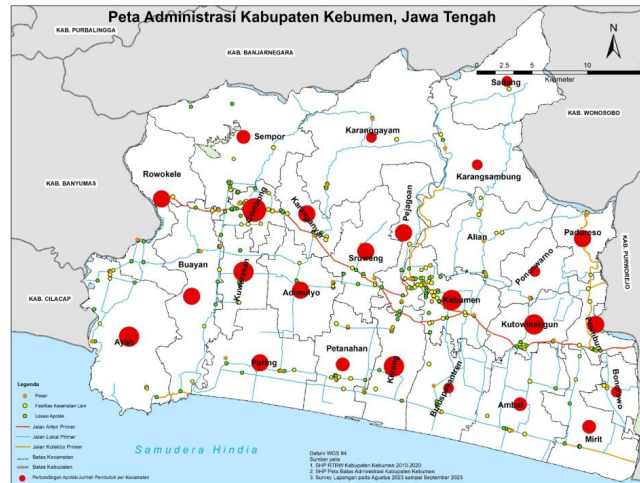 Peta Administrasi Kabupaten Kebumen, Jawa Tengah
KAB. PURBALINGGA
KAB. BANJARNEGARA
N
0 2.5 5 10
Kilometer
Sadang
KAB. WONOSOBO
Sempor
Karanggayam
Rowokele
Karangsambung
KAB. BANYUMAS
Gombong
Karanganyar
Pejagoan
Alian
Padureso
Sruweng
KAB. PURWOREJO
Buayan
Kuwarasan
Poncowarno
Adimulyo
KAB. CILACAP
Kebumen
Kutowinangun
Prembun
Ayah
Petanahan
Puring
Klirong
Buluspesantren
Bonorowo
Ambal
Mirit
Samudera Hindia
Legenda
Pasar
Fasilitas Kesehatan Lain
Lokasi Apotek
Jalan Arteri Primer
Jalan Lokal Primer
Jalan Kolektor Primer
Batas Kecamatan
Batas Kabupaten
Perbandingan Apotek/Jumlah Penduduk per Kecamatan
Datum WGS 84
Sumber peta
1. SHP RTRW Kabupaten Kebumen 2010-2020
2. SHP Peta Batas Administrasi Kabupaten Kebumen
3. Survey Lapangan pada Agustus 2023 sampai September 2023